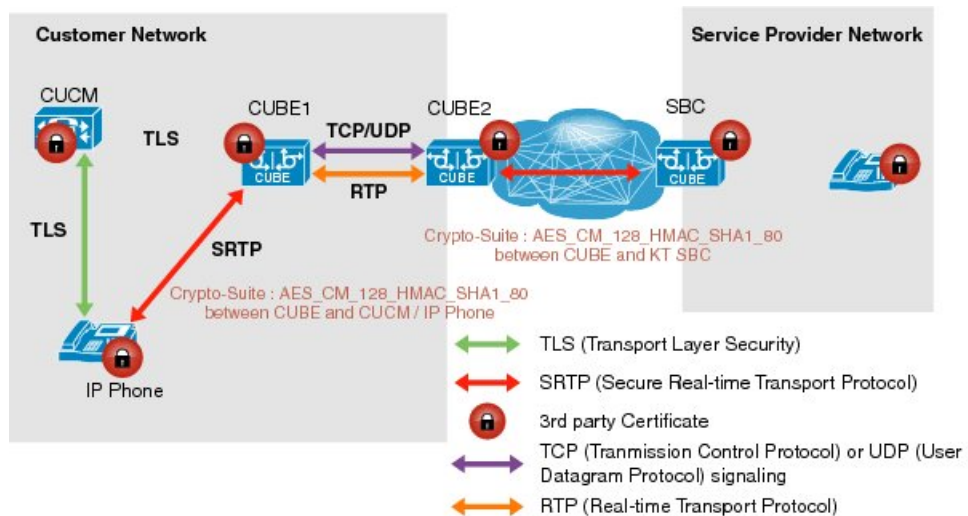 Customer Network
Service Provider Network
CUCM
TLS
CUBE1
TCP/UDP
CUBE2
SBC
CUBE
RTP
CUBE
CUBE
TLS
SRTP
Crypto-Suite : AES_CM_128_HMAC_SHA1_80
between CUBE and KT SBC
Crypto-Suite : AES_CM_128_HMAC_SHA1_80
between CUBE and CUCM / IP Phone
IP Phone
TLS (Transport Layer Security)
SRTP (Secure Real-time Transport Protocol)
3rd party Certificate
TCP (Tranmission Control Protocol) or UDP (User
Datagram Protocol) signaling
RTP (Real-time Transport Protocol)